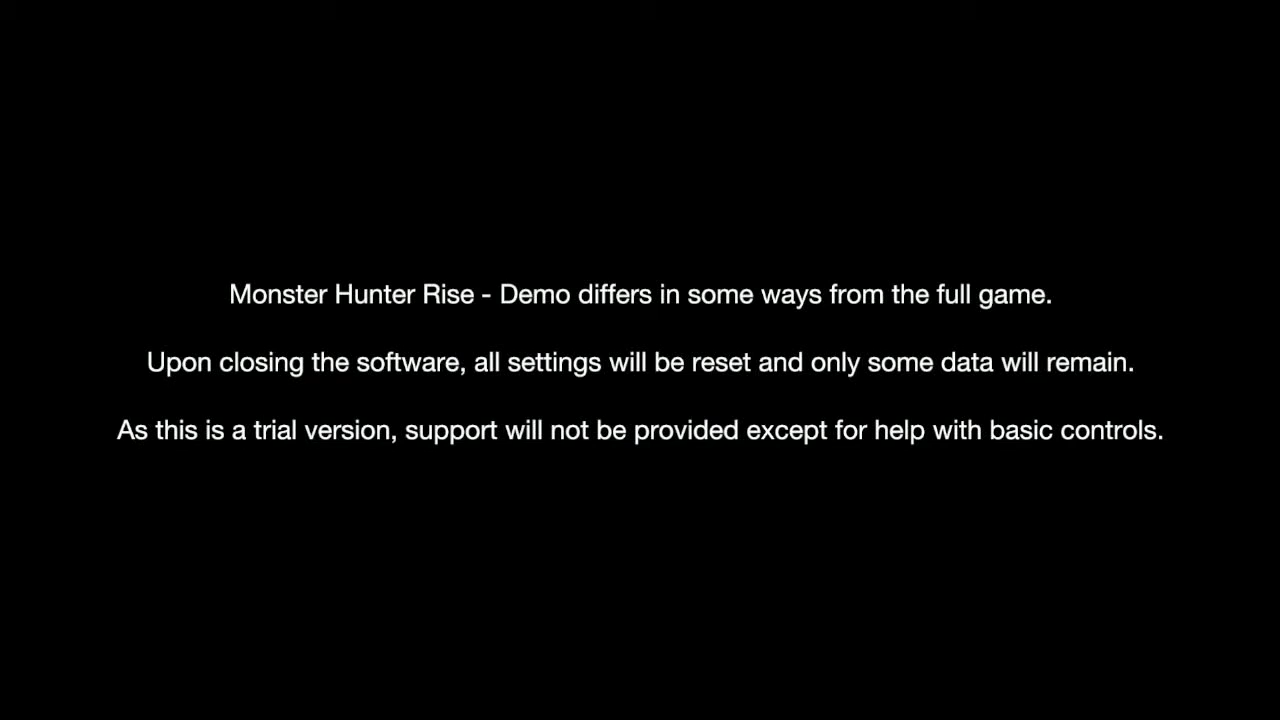 Monster Hunter Rise - Demo differs in some ways from the full game.
Upon closing the software, all settings will be reset and only some data will remain.
As this is a trial version, support will not be provided except for help with basic controls.